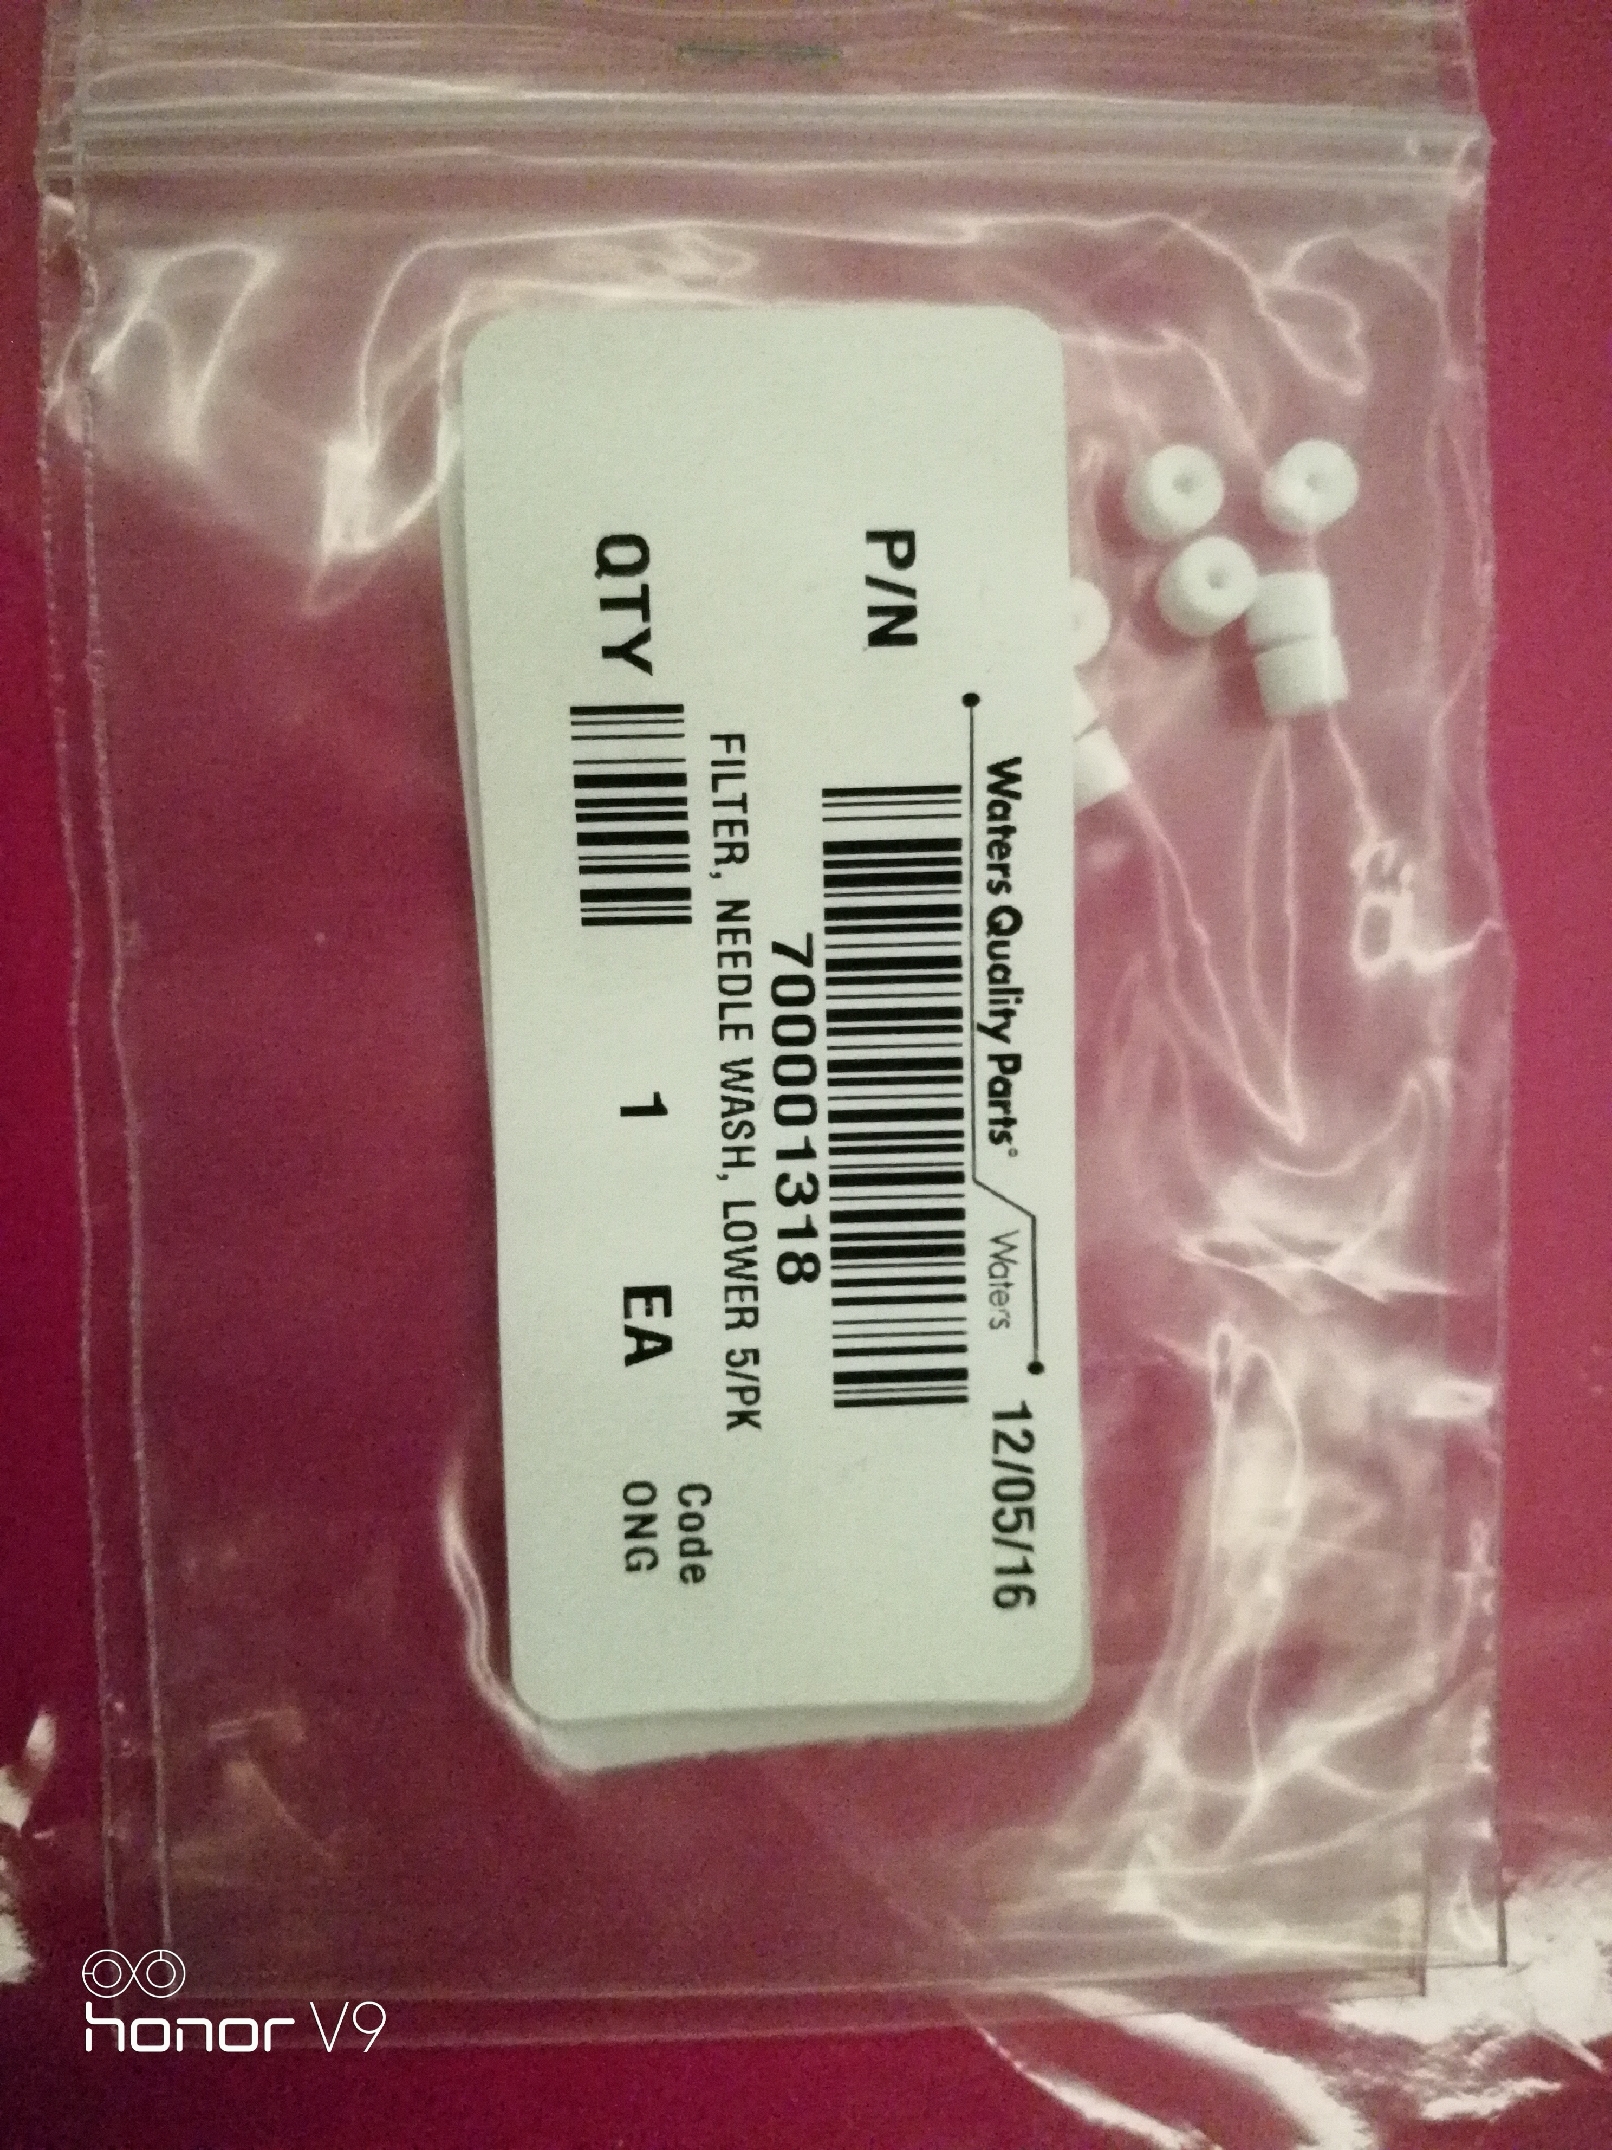 Waters Quality Parts®
Waters
12/05/16
P/N
700001318
FILTER, NEEDLE WASH, LOWER 5/PK
QTY 1 EA
Code
ONG
honor V9